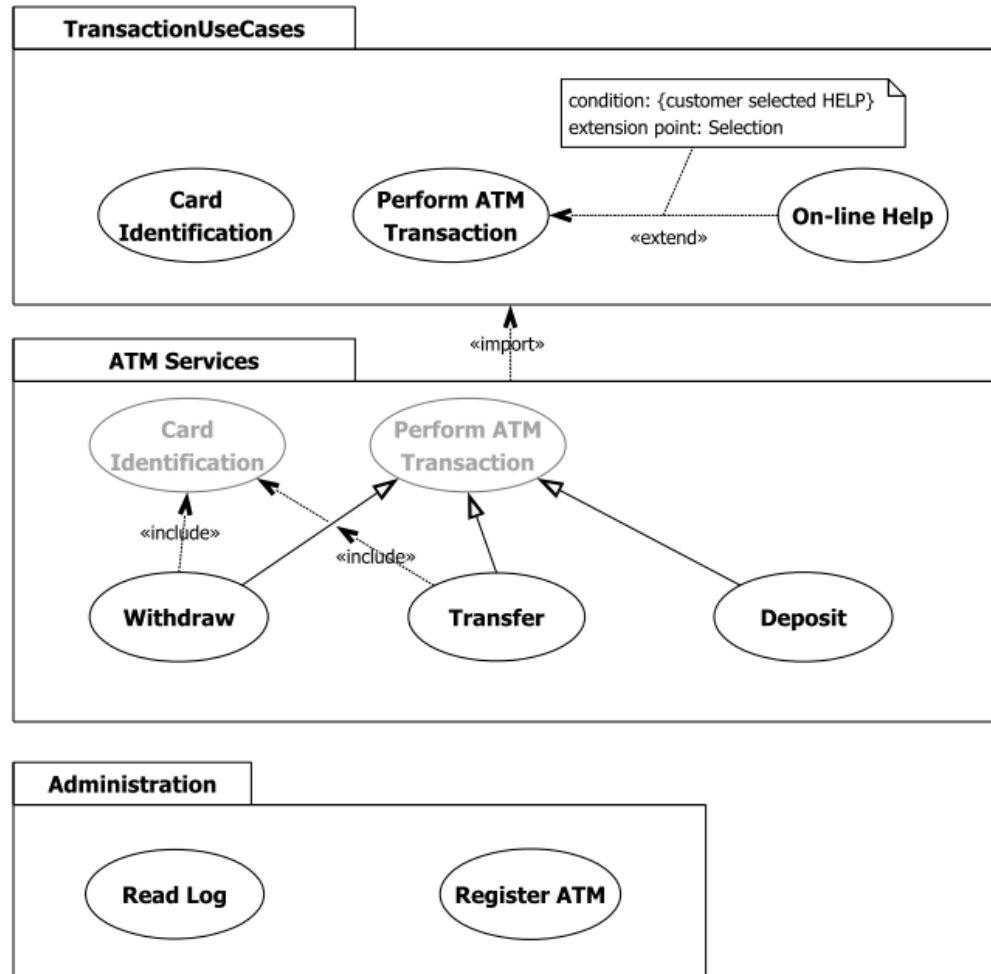 TransactionUseCases
condition: {customer selected HELP}
extension point: Selection
Card
Identification
Perform ATM
Transaction
On-line Help
«extend»
«import»
ATM Services
Card
Identification
Perform ATM
Transaction
«include»
«include»
Withdraw
Transfer
Deposit
Administration
Read Log
Register ATM